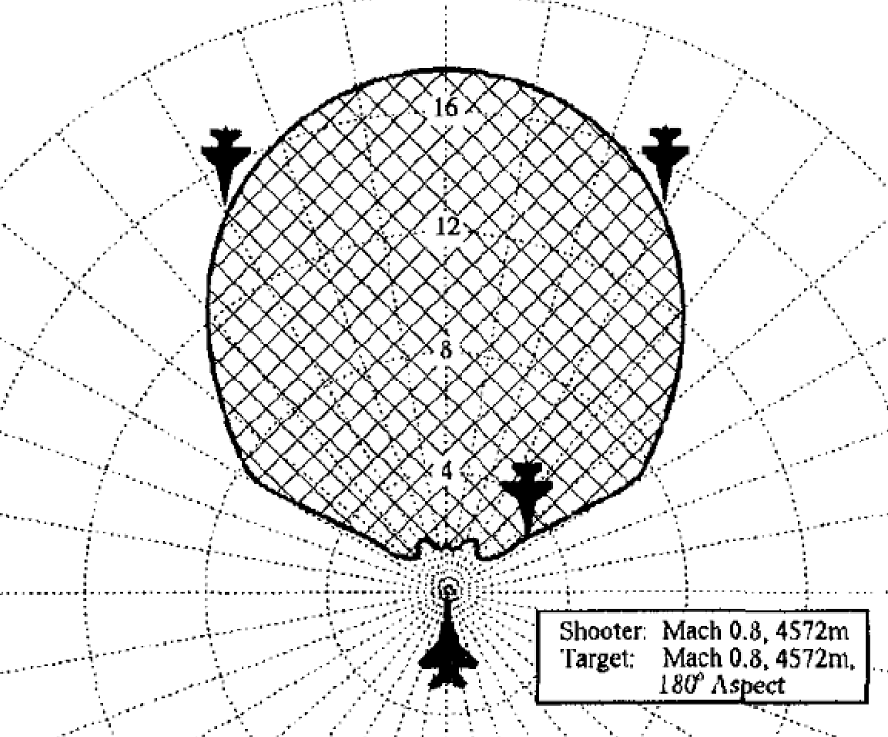 16
12
8
4
Shooter: Mach 0.8, 4572m
Target: Mach 0.8, 4572m,
180° Aspect